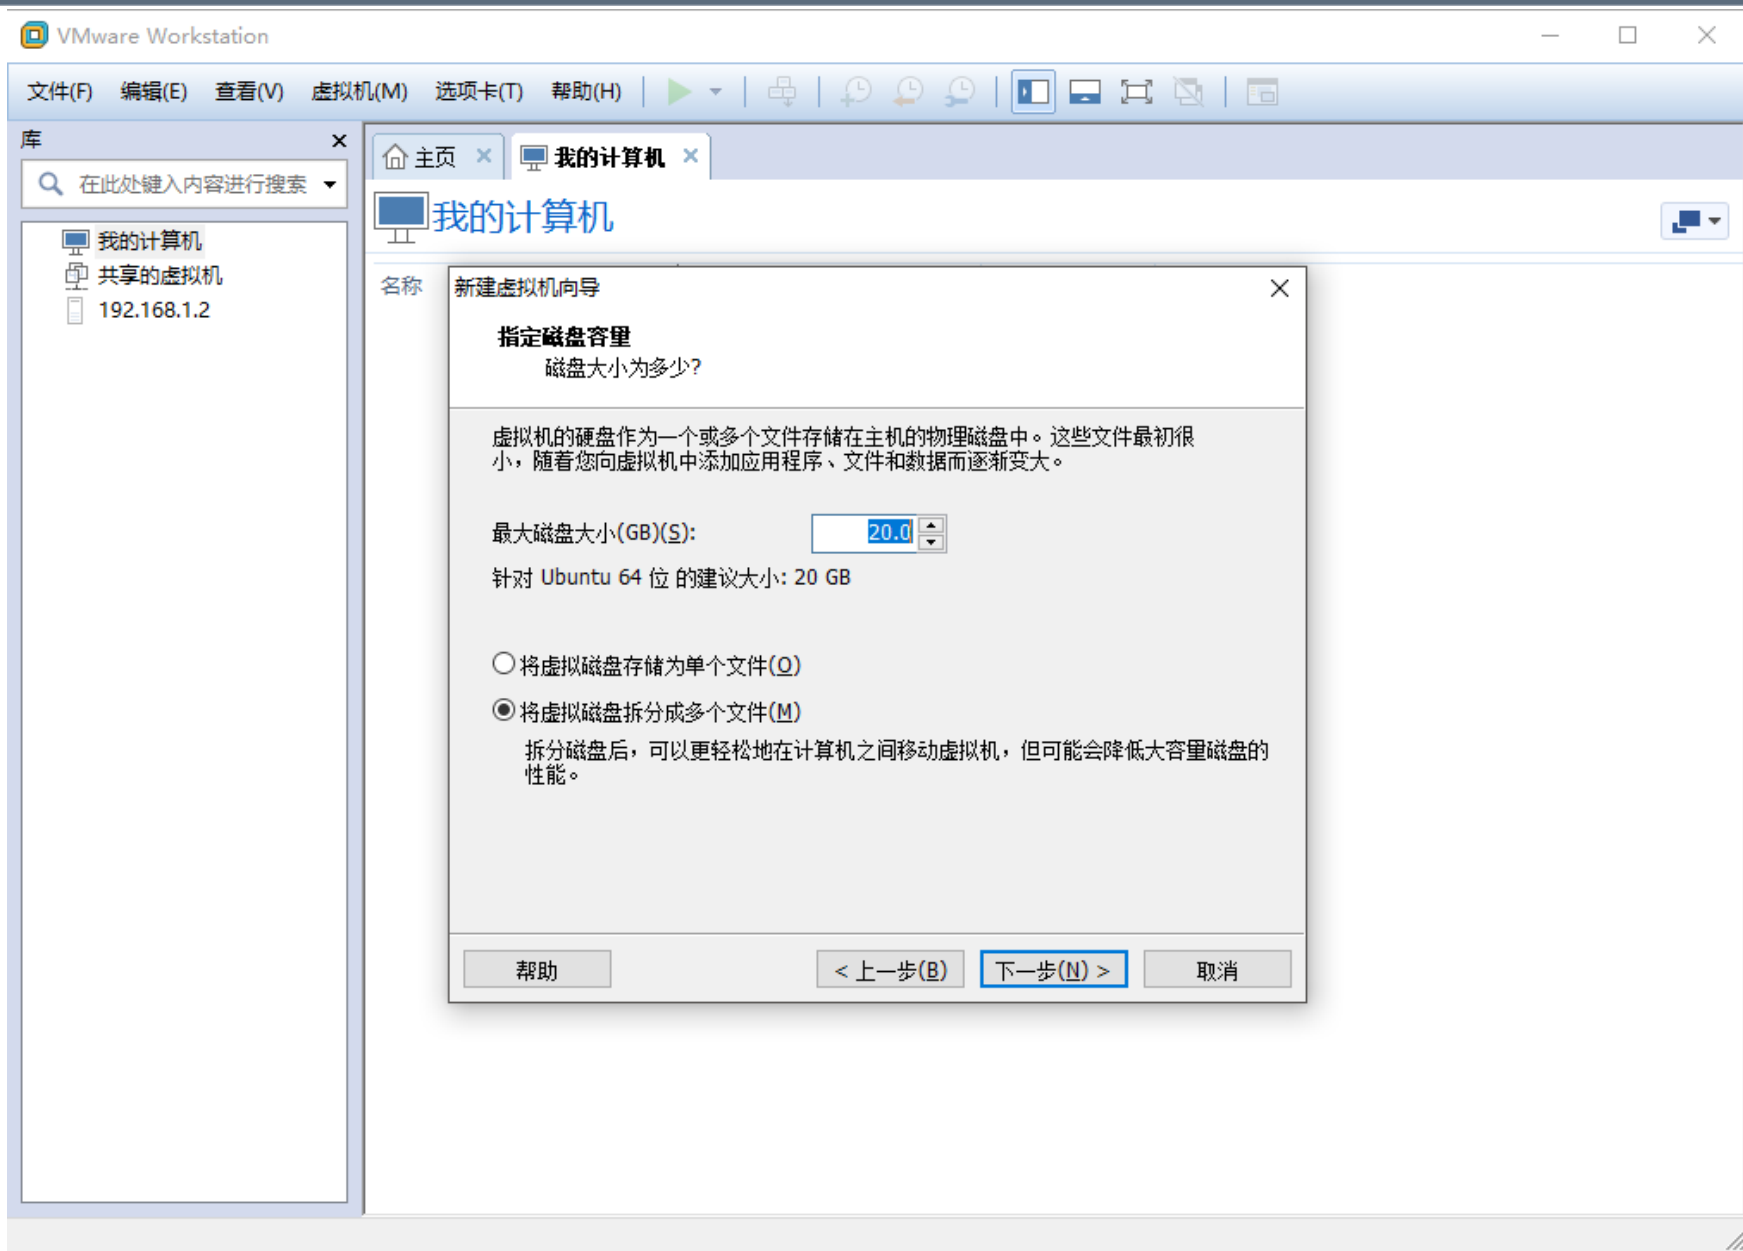 VMware Workstation
文件(F) 编辑(E) 查看(V) 虚拟机(M) 选项卡(T) 帮助(H)
库
主页
我的计算机
在此处键入内容进行搜索
我的计算机
我的计算机
共享的虚拟机
192.168.1.2
名称
新建虚拟机向导
指定磁盘容量
磁盘大小为多少?
虚拟机的硬盘作为一个或多个文件存储在主机的物理磁盘中。这些文件最初很
小，随着您向虚拟机中添加应用程序、文件和数据而逐渐变大。
最大磁盘大小(GB)(S): 20.0
针对 Ubuntu 64 位 的建议大小: 20 GB
将虚拟磁盘存储为单个文件(O)
将虚拟磁盘拆分成多个文件(M)
拆分磁盘后，可以更轻松地在计算机之间移动虚拟机，但可能会降低大容量磁盘的
性能。
帮助 < 上一步(B) 下一步(N) > 取消